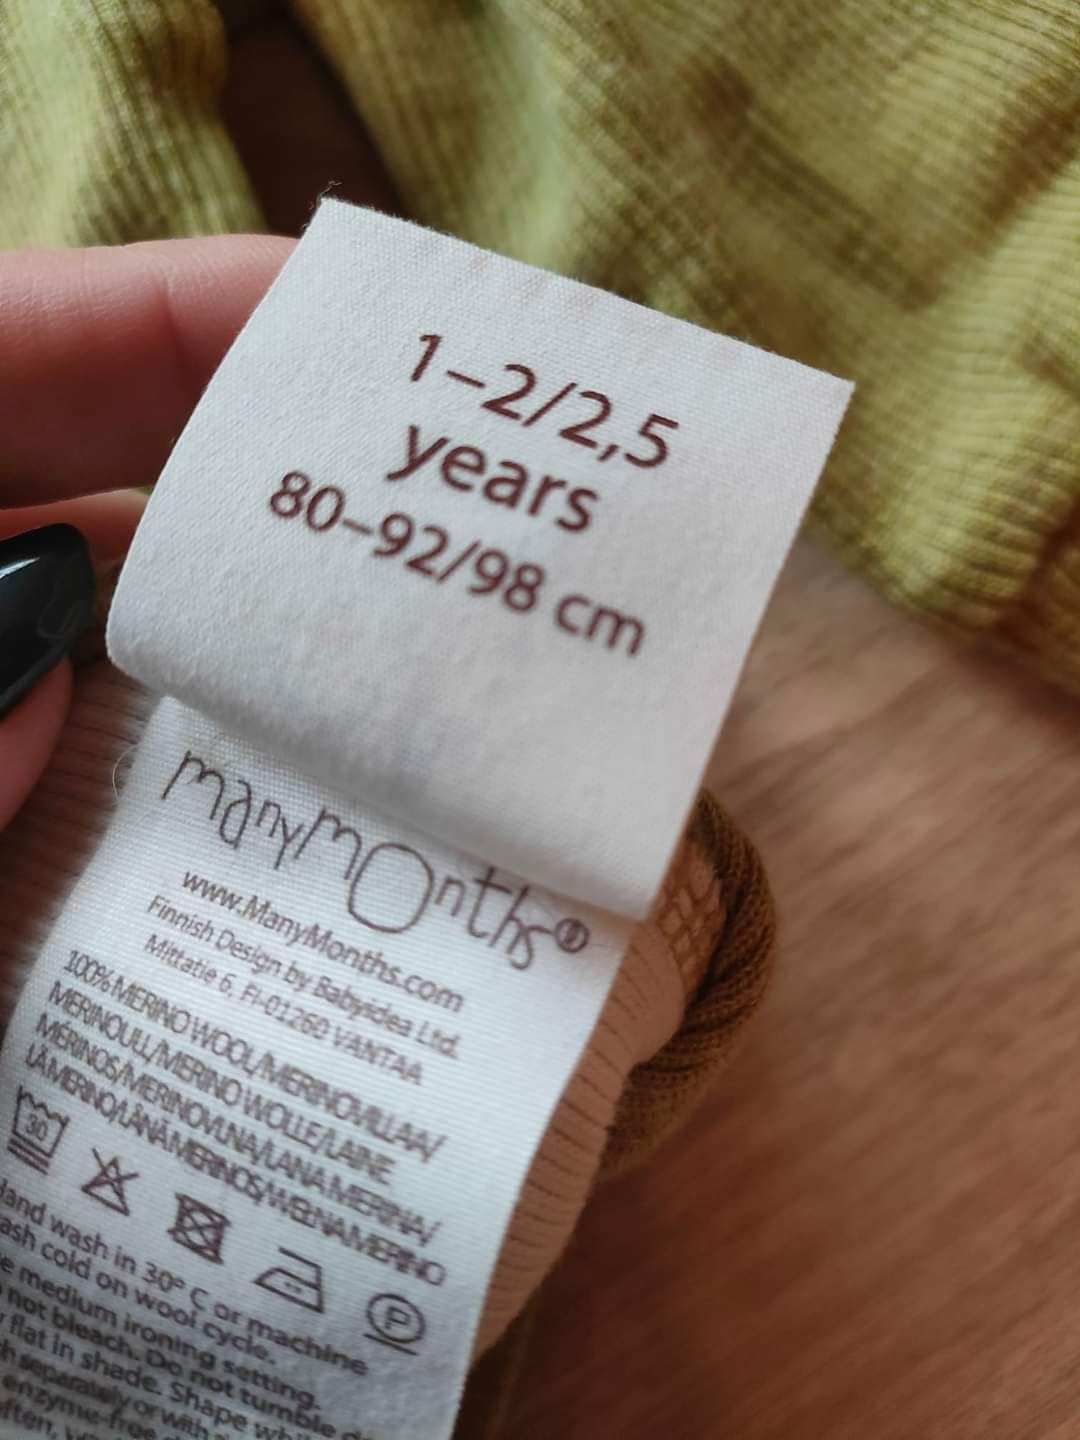 1–2/2,5
years
80–92/98 cm
manymonths®
www.ManyMonths.com
Finnish Design by Babyidea Ltd.
Mittatie 6, FI-01260 VANTAA
100% MERINO WOOL/MERINOVILLAA/
MERINOULL/MERINO WOLLE/LAINE
MÉRINOS/MERINOVLNA/LANA MERINA/
LÃ MERINO/LÂNĂ MERINOS/WEŁNA MERINO
30
P
Hand wash in 30° C or machine
wash cold on wool cycle.
medium ironing setting.
not bleach. Do not tumble
flat in shade. Shape
separately or with
enzyme-free